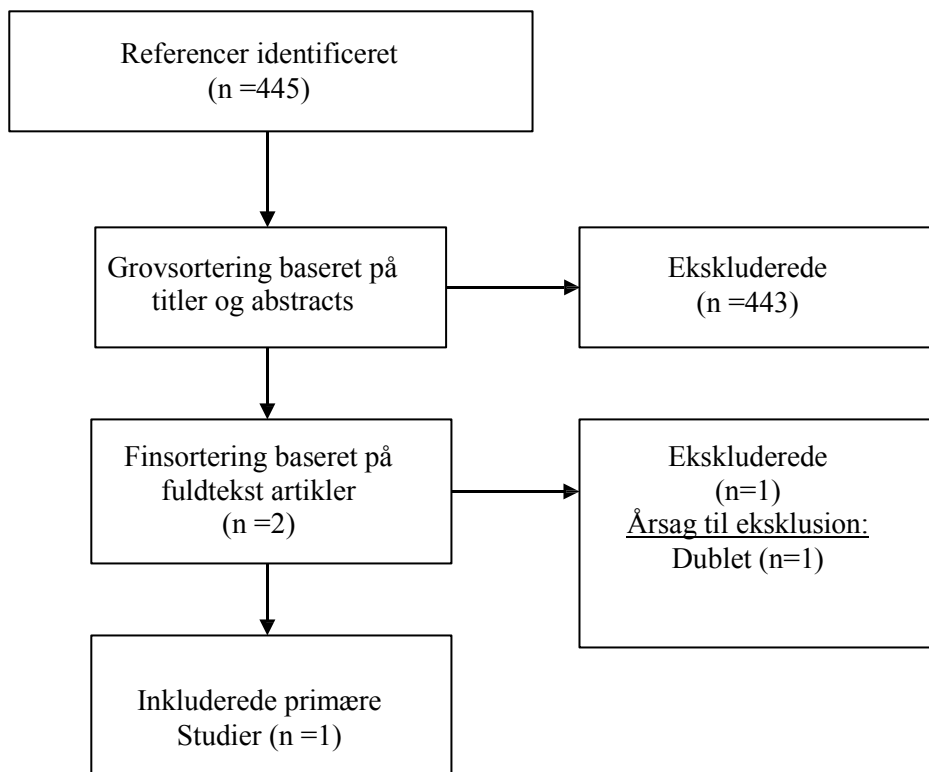 Referencer identificeret
(n =445)
Grovsortering baseret på
titler og abstracts
Ekskluderede
(n =443)
Finsortering baseret på
fuldtekst artikler
(n =2)
Ekskluderede
(n=1)
Årsag til eksklusion:
Dublet (n=1)
Inkluderede primære
Studier (n =1)